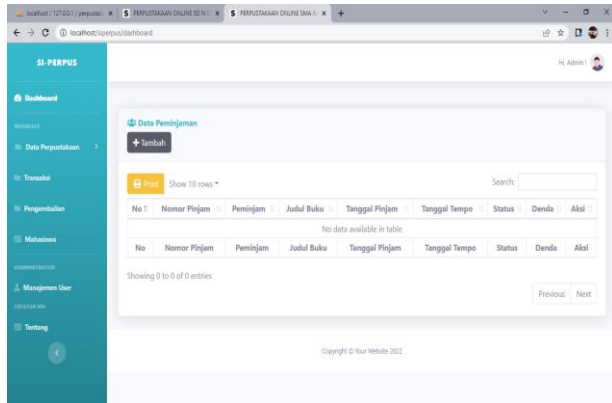 localhost / 127.0.0.1 / perpustak
PERPUSTAKAAN ONLINE SD N
PERPUSTAKAAN ONLINE SMA
localhost/siperpus/dashboard
SI-PERPUS
Hi, Admin !
Dashboard
INTERFACE
Data Perpustakaan
Transaksi
Pengembalian
Mahasiswa
ADMINISTRATOR
Manajemen User
Tentang
Data Peminjaman
+ Tambah
Print Show 10 rows Search:
No Nomor Pinjam Peminjam Judul Buku Tanggal Pinjam Tanggal Tempo Status Denda Aksi
No data available in table
No Nomor Pinjam Peminjam Judul Buku Tanggal Pinjam Tanggal Tempo Status Denda Aksi
Showing 0 to 0 of 0 entries
Previous Next
Copyright © Your Website 2022